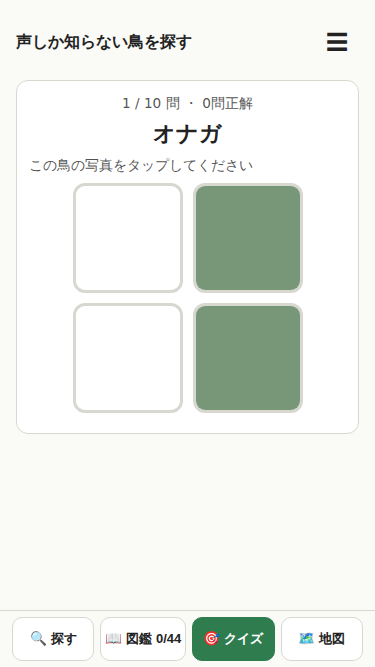 声しか知らない鳥を探す
1 / 10 問 ・ 0問正解
オナガ
この鳥の写真をタップしてください
探す
図鑑 0/44
クイズ
地図